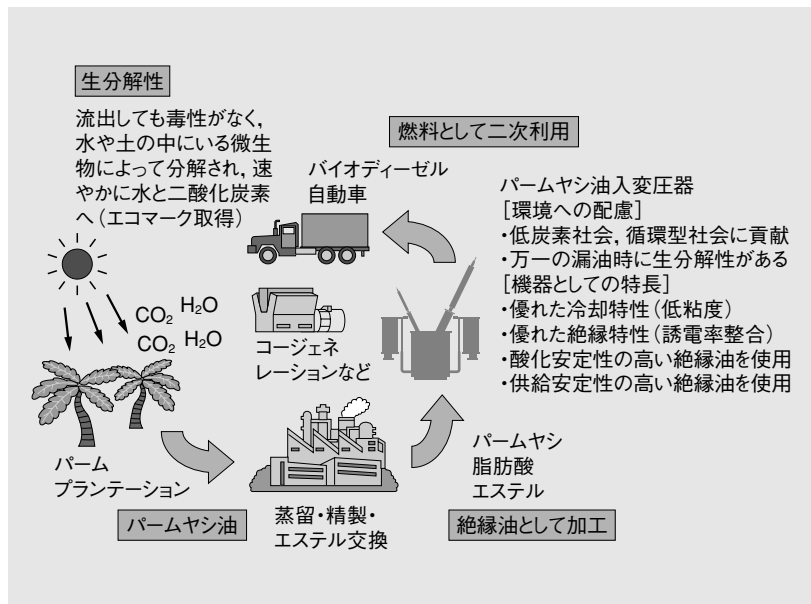 生分解性
流出しても毒性がなく，
水や土の中にいる微生
物によって分解され，速
やかに水と二酸化炭素
へ（エコマーク取得）
燃料として二次利用
バイオディーゼル
自動車
パームヤシ油入変圧器
［環境への配慮］
・低炭素社会，循環型社会に貢献
・万一の漏油時に生分解性がある
［機器としての特長］
・優れた冷却特性（低粘度）
・優れた絶縁特性（誘電率整合）
・酸化安定性の高い絶縁油を使用
・供給安定性の高い絶縁油を使用
CO₂ H₂O
CO₂ H₂O
コージェネ
レーションなど
パーム
プランテーション
パームヤシ油
蒸留・精製・
エステル交換
パームヤシ
脂肪酸
エステル
絶縁油として加工